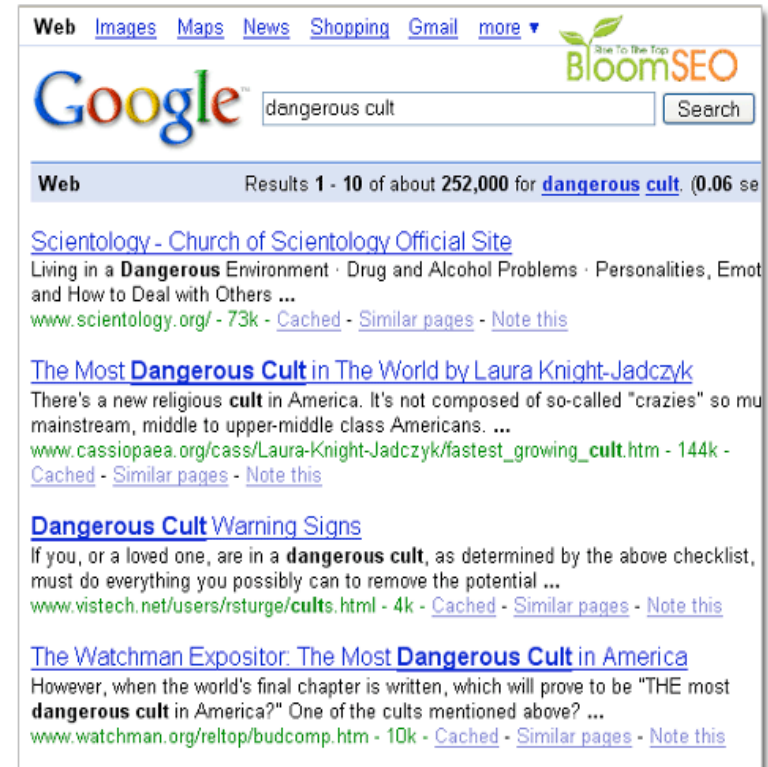 Web Images Maps News Shopping Gmail more ▼
Rise To The Top
BloomSEO
Google™ dangerous cult Search
Web Results 1 - 10 of about 252,000 for dangerous cult. (0.06 se
Scientology - Church of Scientology Official Site
Living in a Dangerous Environment · Drug and Alcohol Problems · Personalities, Emot
and How to Deal with Others ...
www.scientology.org/ - 73k - Cached - Similar pages - Note this
The Most Dangerous Cult in The World by Laura Knight-Jadczyk
There's a new religious cult in America. It's not composed of so-called "crazies" so mu
mainstream, middle to upper-middle class Americans. ...
www.cassiopaea.org/cass/Laura-Knight-Jadczyk/fastest_growing_cult.htm - 144k -
Cached - Similar pages - Note this
Dangerous Cult Warning Signs
If you, or a loved one, are in a dangerous cult, as determined by the above checklist,
must do everything you possibly can to remove the potential ...
www.vistech.net/users/rsturge/cults.html - 4k - Cached - Similar pages - Note this
The Watchman Expositor: The Most Dangerous Cult in America
However, when the world's final chapter is written, which will prove to be "THE most
dangerous cult in America?" One of the cults mentioned above? ...
www.watchman.org/reltop/budcomp.htm - 10k - Cached - Similar pages - Note this